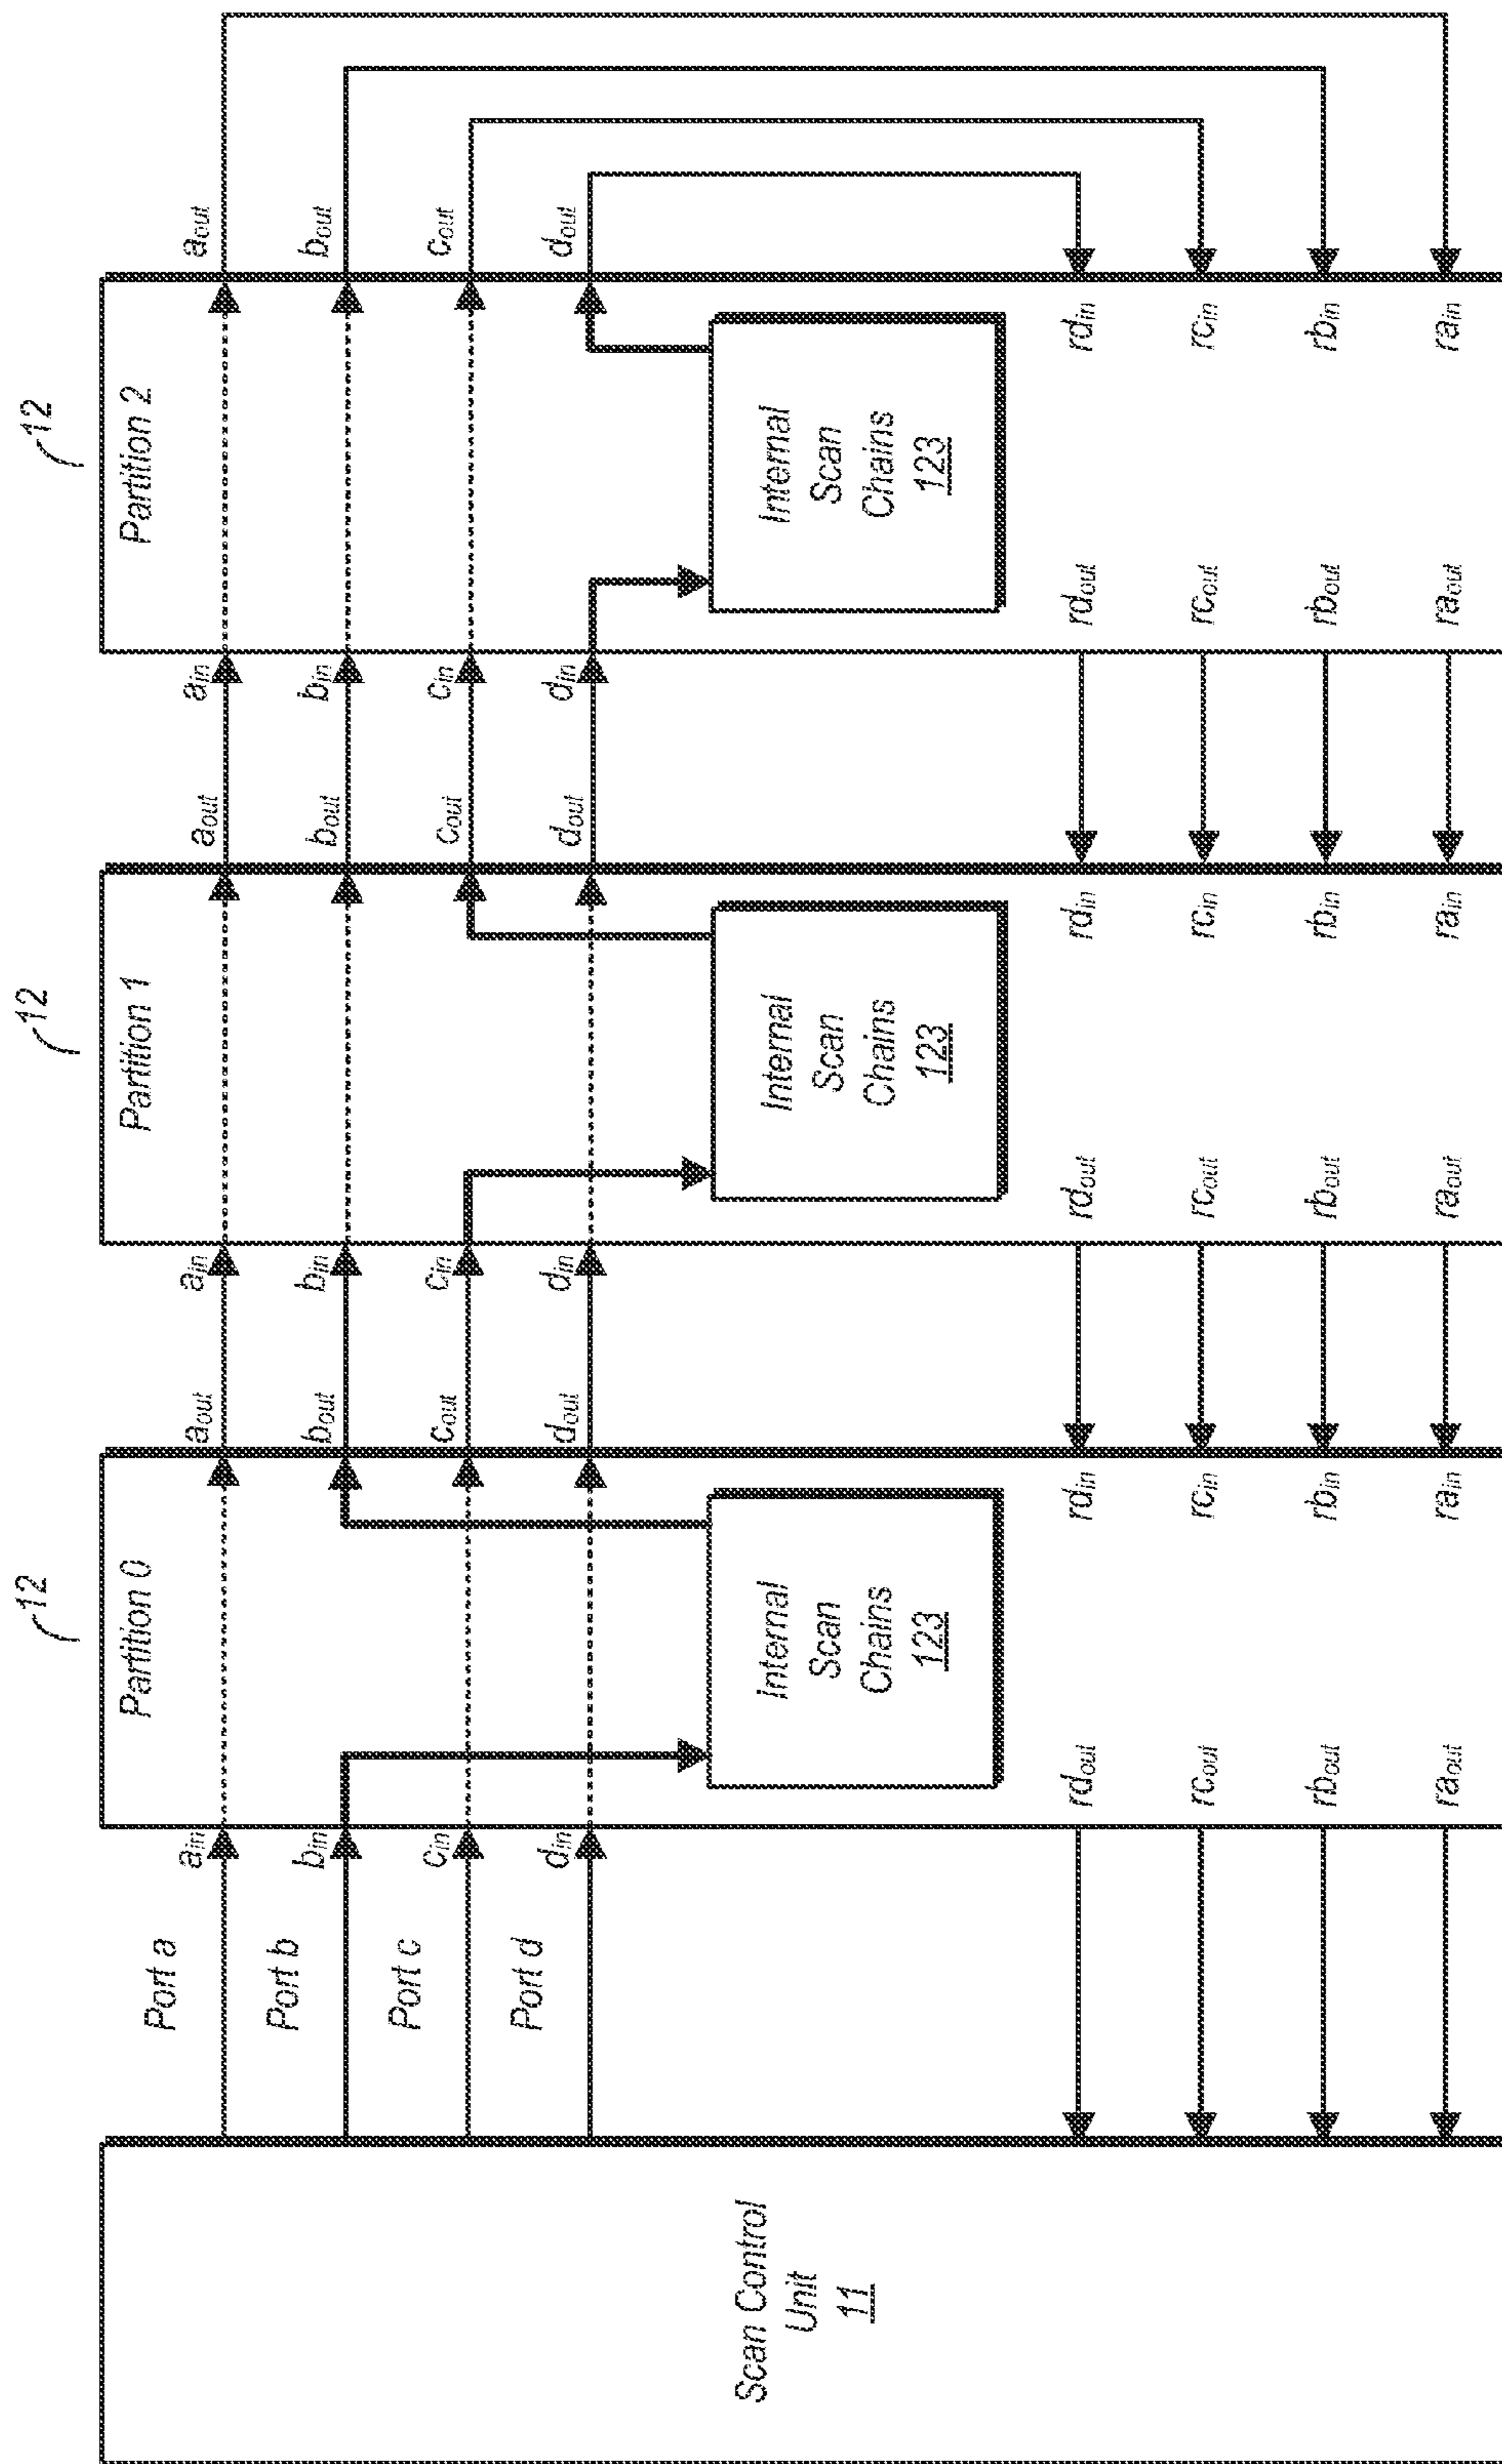 12
12
12
Partition 0
Partition 1
Partition 2
Port a
a_in
a_out
a_in
a_out
a_in
a_out
Port b
b_in
b_out
b_in
b_out
b_in
b_out
Port c
c_in
c_out
c_in
c_out
c_in
c_out
Port d
d_in
d_out
d_in
d_out
d_in
d_out
Scan Control
Unit
11
Internal
Scan
Chains
123
Internal
Scan
Chains
123
Internal
Scan
Chains
123
rd_out
rd_in
rd_out
rd_in
rd_out
rd_in
rc_out
rc_in
rc_out
rc_in
rc_out
rc_in
rb_out
rb_in
rb_out
rb_in
rb_out
rb_in
ra_out
ra_in
ra_out
ra_in
ra_out
ra_in